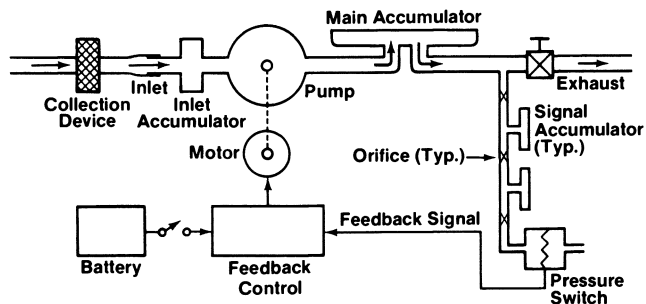 Main Accumulator
Collection
Device
Inlet
Inlet
Accumulator
Pump
Exhaust
Signal
Accumulator
(Typ.)
Motor
Orifice (Typ.)
Battery
Feedback
Control
Feedback Signal
Pressure
Switch